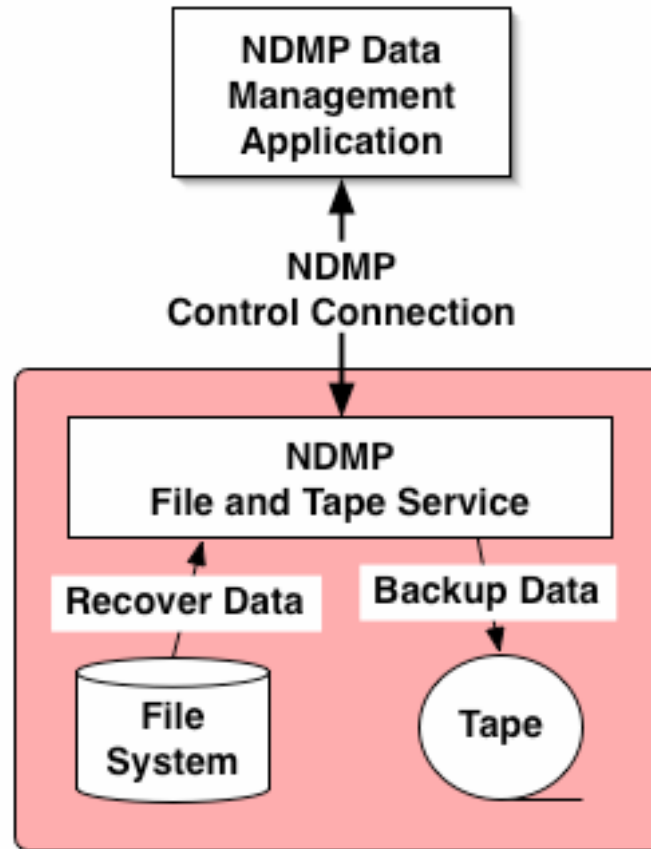 NDMP Data
Management
Application
NDMP
Control Connection
NDMP
File and Tape Service
Recover Data
Backup Data
File
System
Tape